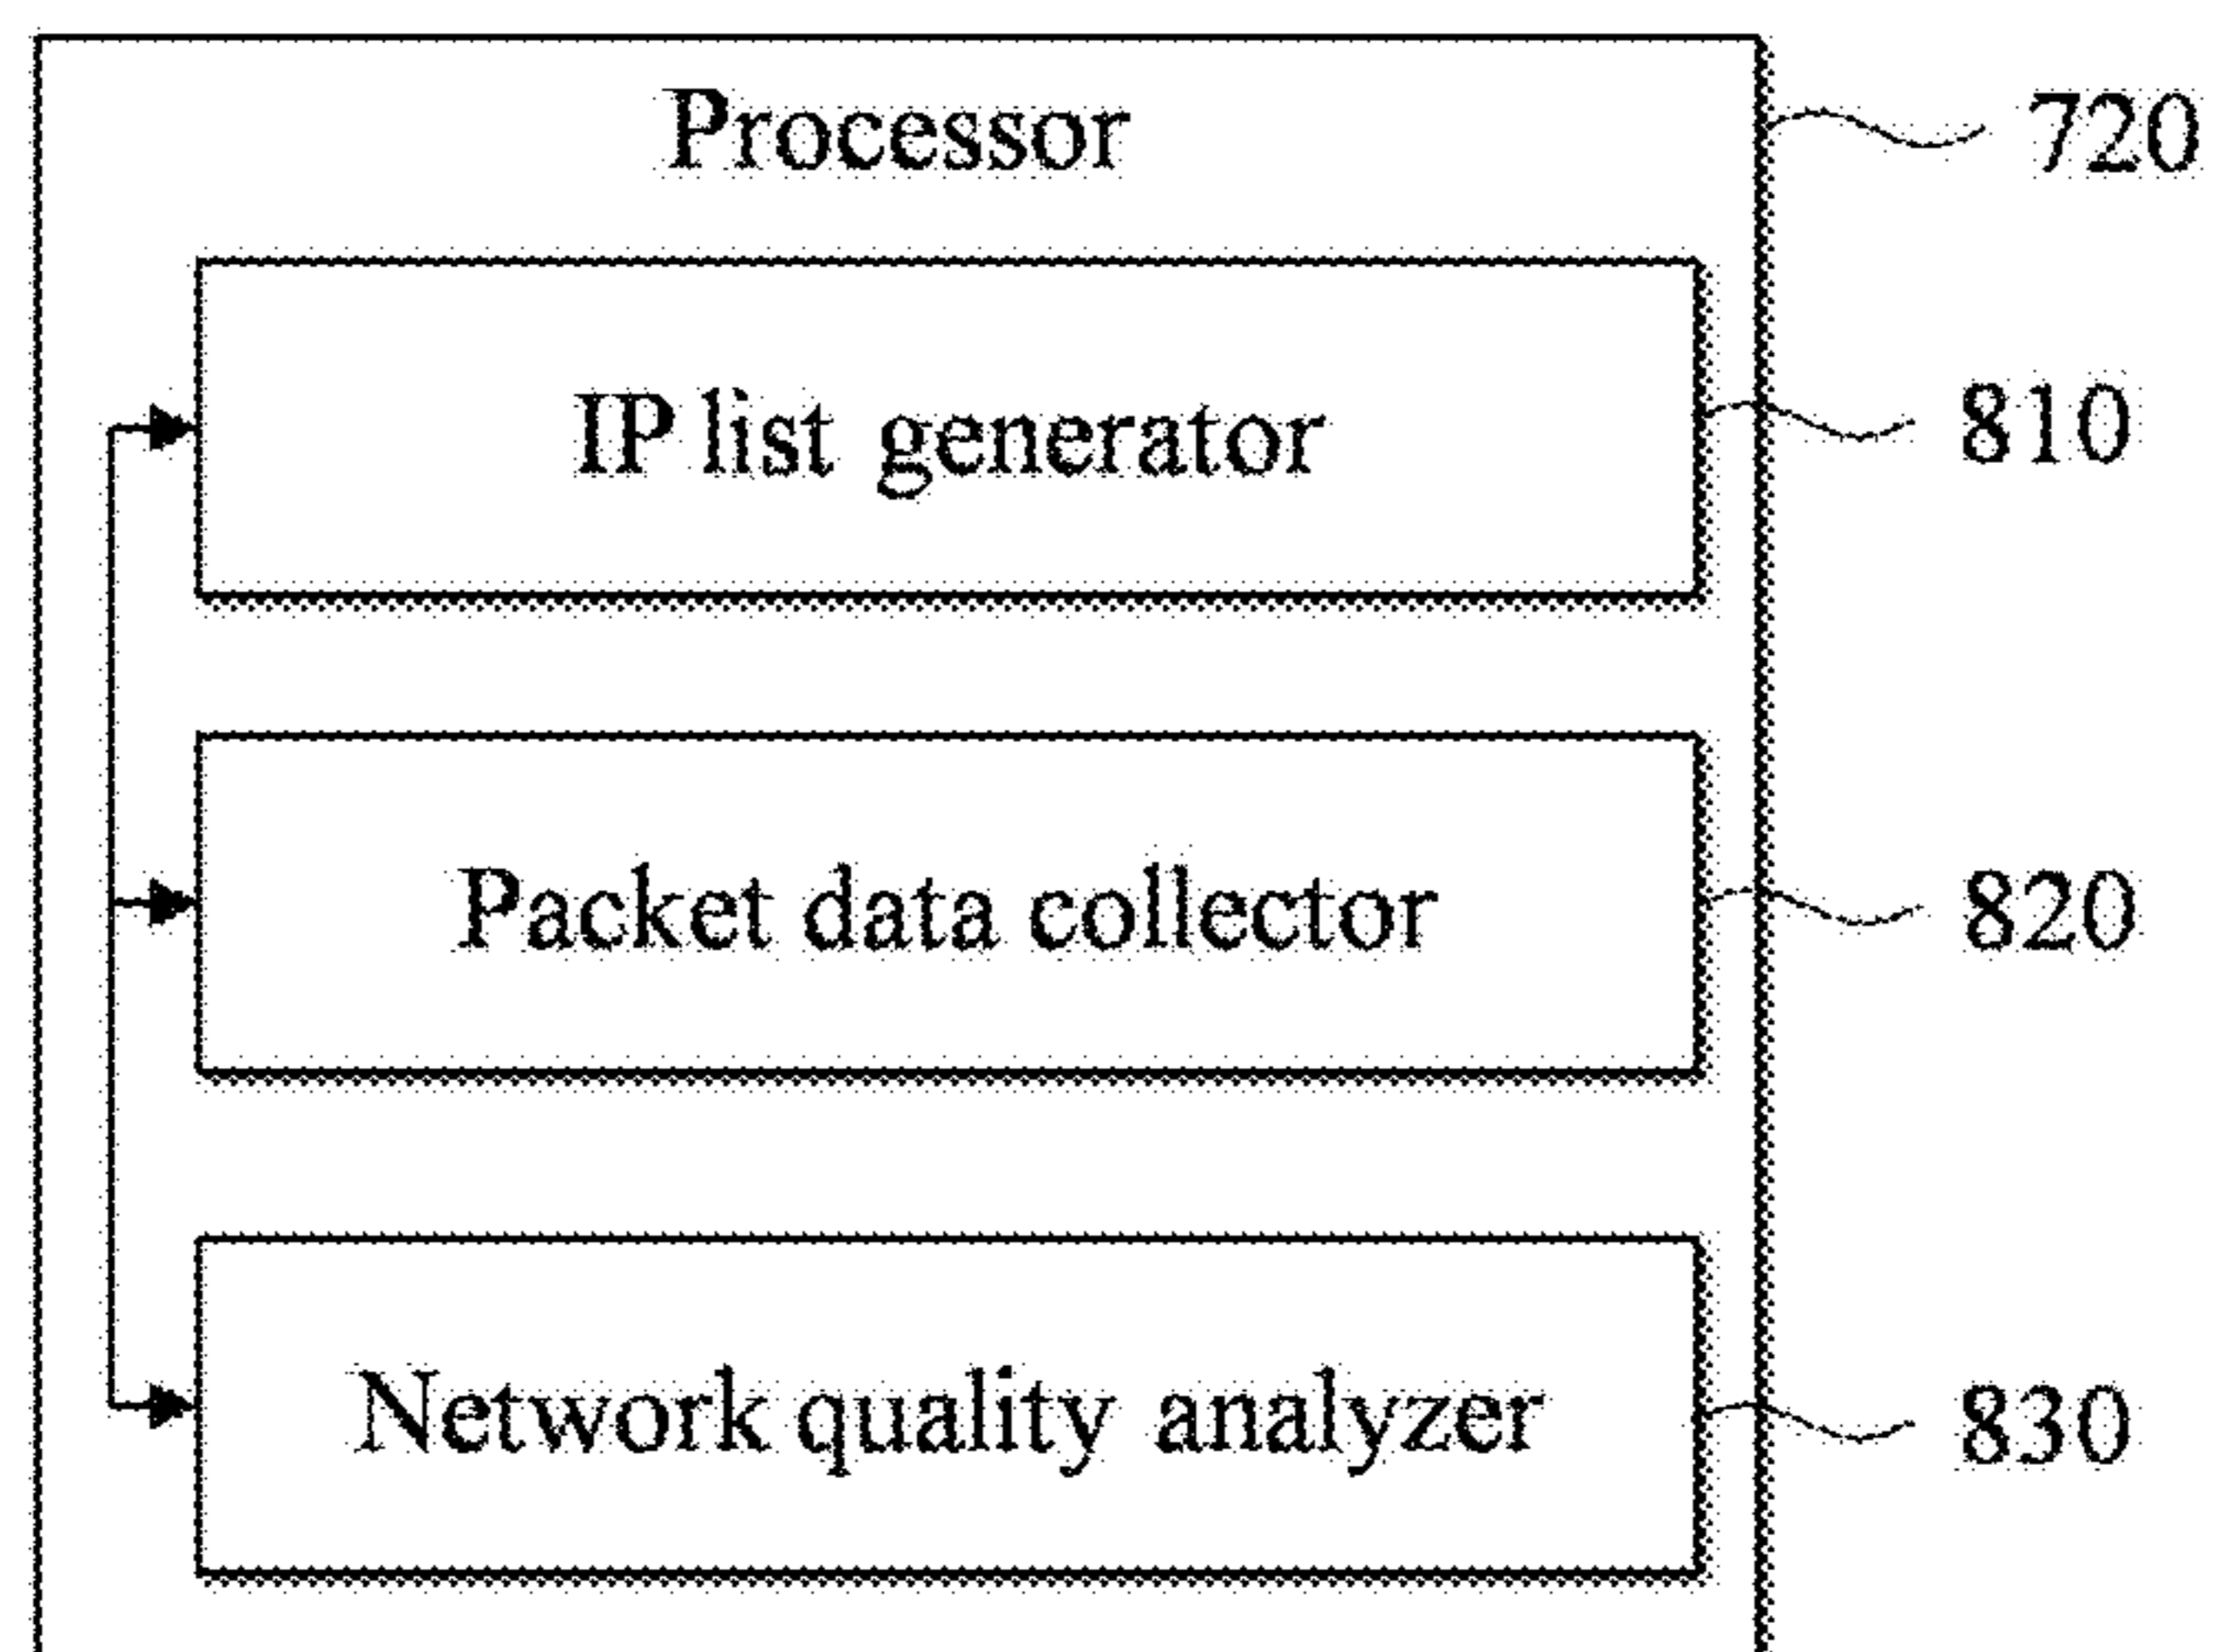 Processor
720
IP list generator
810
Packet data collector
820
Network quality analyzer
830